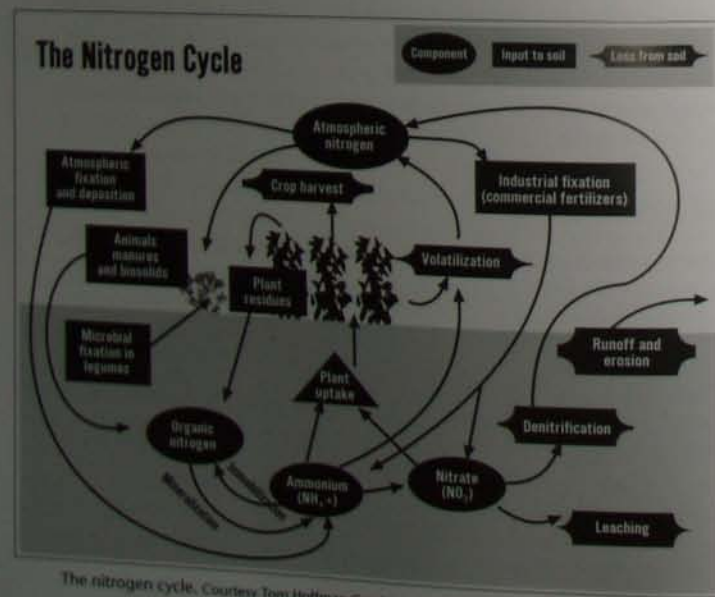 The Nitrogen Cycle
Component
Input to soil
Loss from soil
Atmospheric
nitrogen
Atmospheric
fixation
and deposition
Crop harvest
Industrial fixation
(commercial fertilizers)
Animals
manures
and biosolids
Plant
residues
Volatilization
Microbial
fixation in
legumes
Runoff and
erosion
Plant
uptake
Organic
nitrogen
Denitrification
Mineralization
Immobilization
Ammonium
(NH₄+)
Nitrate
(NO₃)
Leaching
The nitrogen cycle. Courtesy Tom